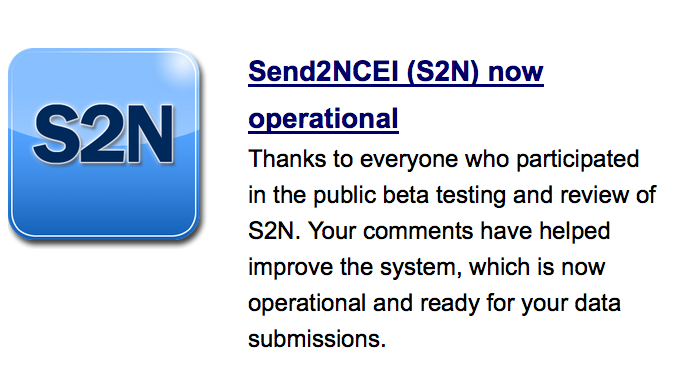 S2N
Send2NCEI (S2N) now
operational
Thanks to everyone who participated
in the public beta testing and review of
S2N. Your comments have helped
improve the system, which is now
operational and ready for your data
submissions.